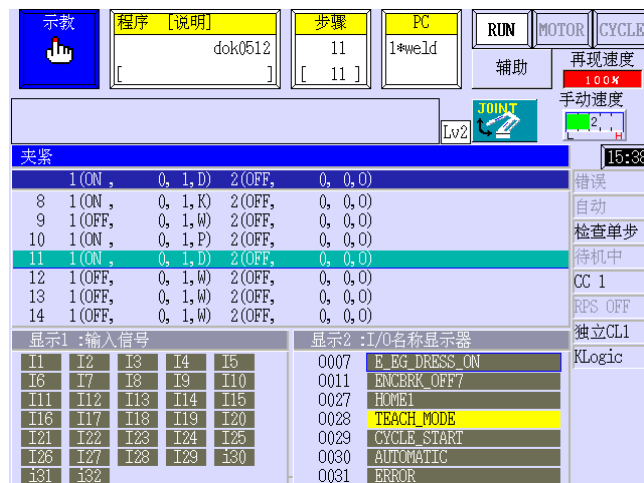 示教
程序 [说明]
dok0512
[ ]
步骤
11
[ 11 ]
PC
1*weld
RUN
MOTOR
CYCLE
辅助
再现速度
100%
手动速度
2
L H
Lv2
JOINT
夹紧
15:38
1(ON , 0, 1,D) 2(OFF, 0, 0,O)
8 1(ON , 0, 1,K) 2(OFF, 0, 0,O)
9 1(OFF, 0, 1,W) 2(OFF, 0, 0,O)
10 1(ON , 0, 1,P) 2(OFF, 0, 0,O)
11 1(ON , 0, 1,D) 2(OFF, 0, 0,O)
12 1(OFF, 0, 1,W) 2(OFF, 0, 0,O)
13 1(OFF, 0, 1,W) 2(OFF, 0, 0,O)
14 1(OFF, 0, 1,W) 2(OFF, 0, 0,O)
错误
自动
检查单步
待机中
CC 1
RPS OFF
独立CL1
KLogic
显示1 :输入信号
I1 I2 I3 I4 I5
I6 I7 I8 I9 I10
I11 I12 I13 I14 I15
I16 I17 I18 I19 I20
I21 I22 I23 I24 I25
I26 I27 I28 I29 i30
i31 i32
显示2 :I/O名称显示器
0007 E_EG_DRESS_ON
0011 ENCBRK_OFF7
0027 HOME1
0028 TEACH_MODE
0029 CYCLE_START
0030 AUTOMATIC
0031 ERROR